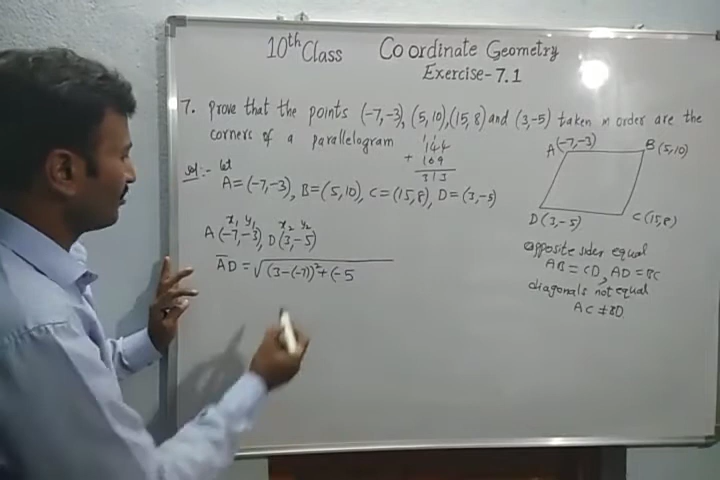 10th Class Coordinate Geometry
Exercise-7.1
7. prove that the points (-7,-3), (5,10), (15,8) and (3,-5) taken in order are the
corners of a parallelogram
144
+ 169
313
sol:- let
A = (-7,-3), B = (5,10), C = (15,8), D = (3,-5)
x₁ y₁ x₂ y₂
A(-7,-3), D(3,-5)
AD = √(3-(-7))²+(-5
A(-7,-3) B(5,10)
D(3,-5) C(15,8)
opposite sides equal
AB = CD, AD = BC
diagonals not equal
AC ≠ BD